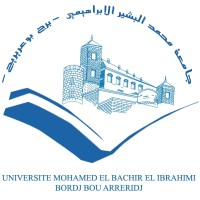 جامعة محمد البشير الإبراهيمي - برج بوعريريج -
UNIVERSITE MOHAMED EL BACHIR EL IBRAHIMI
BORDJ BOU ARRERIDJ